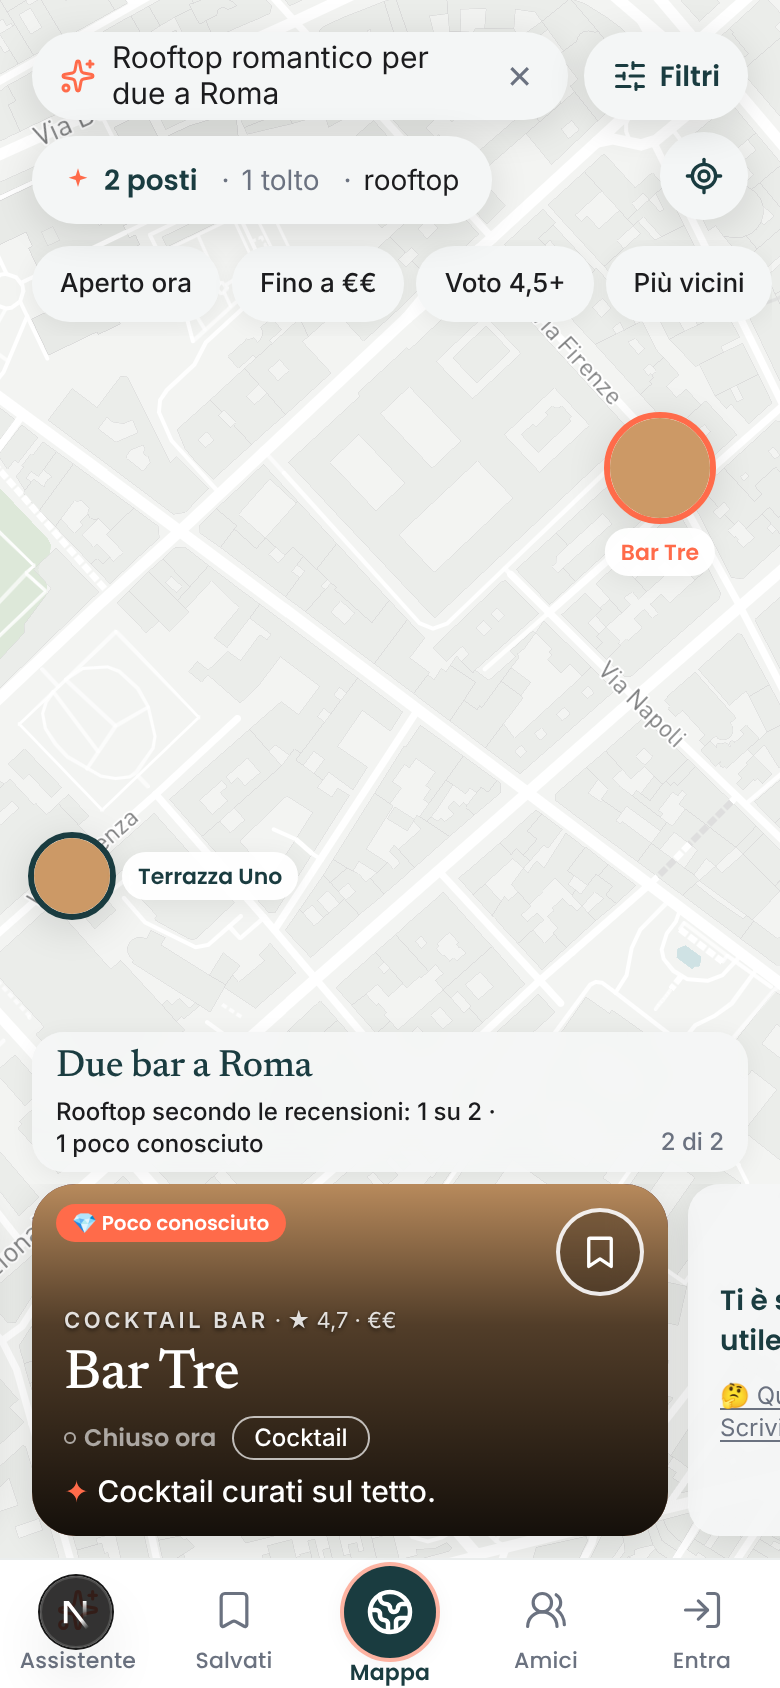 Rooftop romantico per
due a Roma
Filtri
2 posti · 1 tolto · rooftop
Aperto ora
Fino a €€
Voto 4,5+
Più vicini
Firenze
Bar Tre
Via Napoli
Terrazza Uno
Due bar a Roma
Rooftop secondo le recensioni: 1 su 2 ·
1 poco conosciuto
2 di 2
💎 Poco conosciuto
COCKTAIL BAR · ★ 4,7 · €€
Bar Tre
Chiuso ora
Cocktail
Cocktail curati sul tetto.
Ti è
utile
🤔
N
Assistente
Salvati
Mappa
Amici
Entra